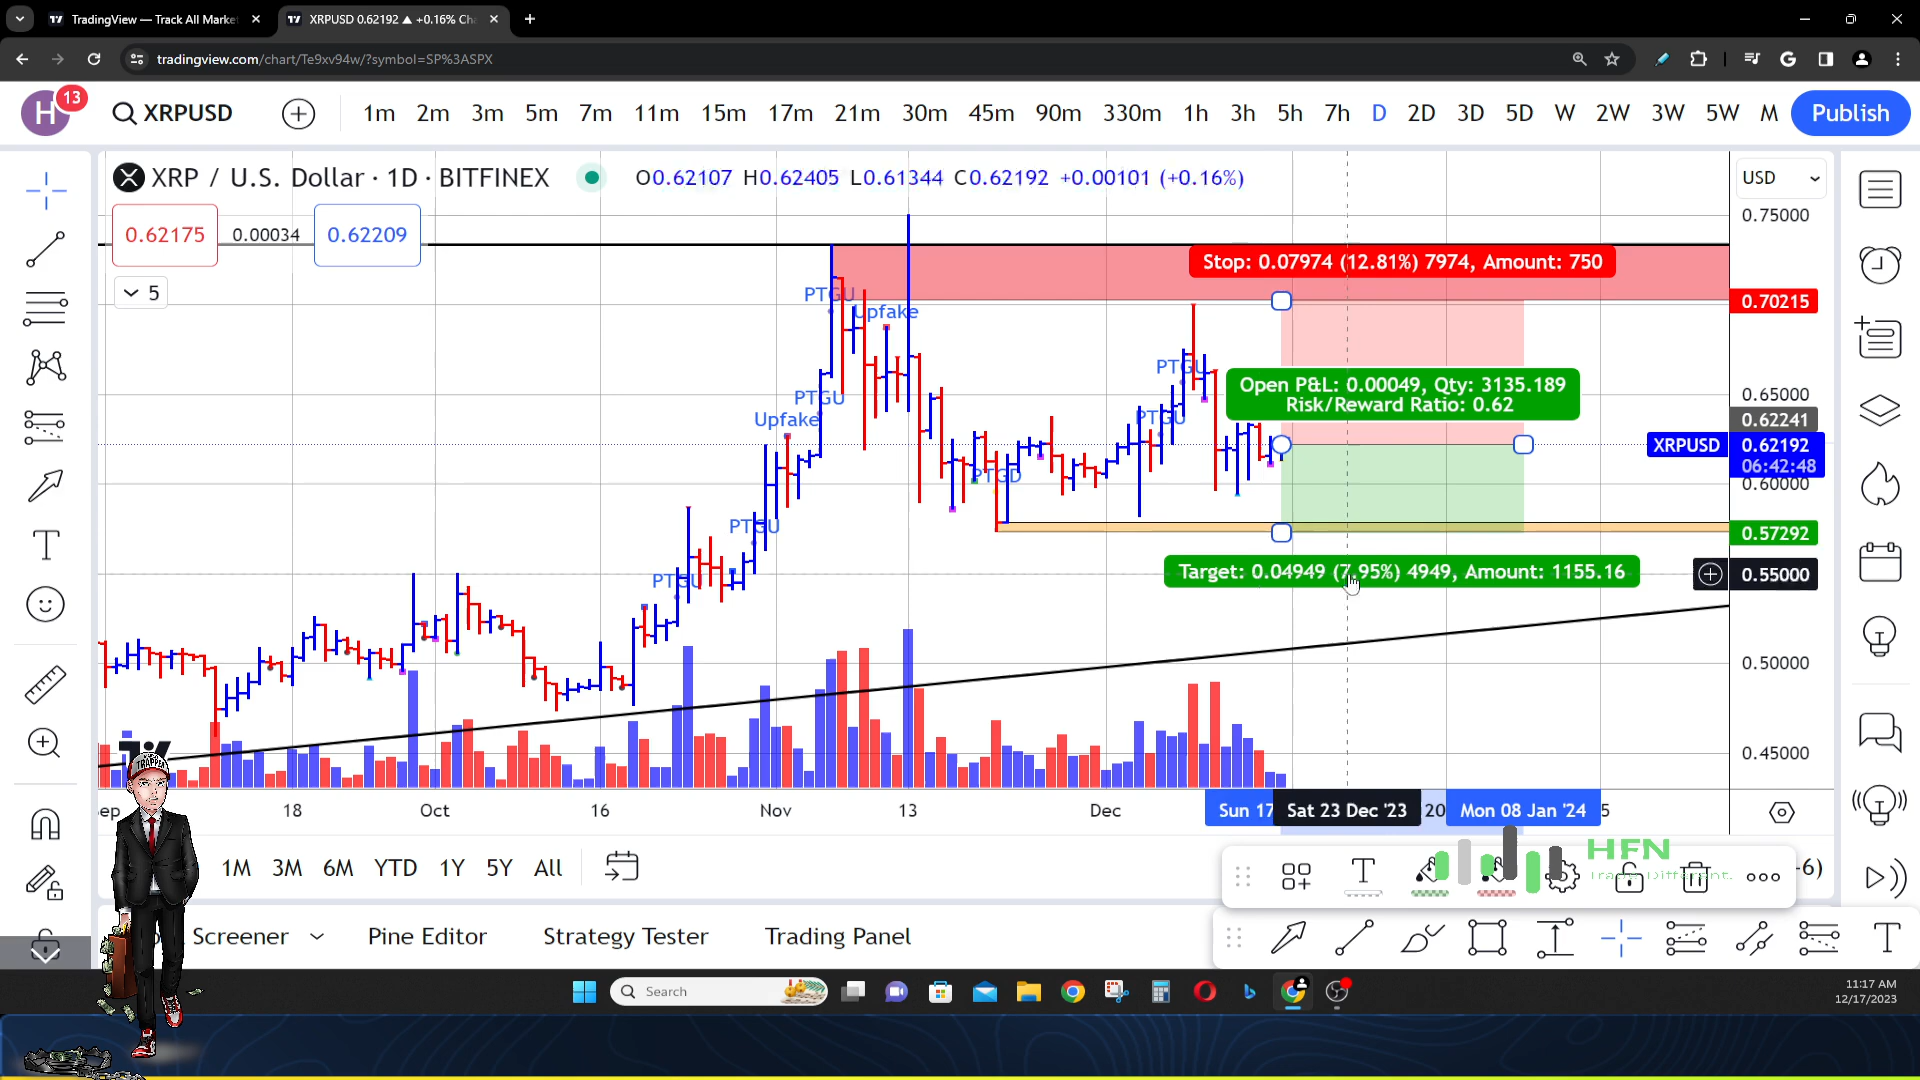 TradingView — Track All Marke
XRPUSD 0.62192 ▲ +0.16% Ch
tradingview.com/chart/Te9xv94w/?symbol=SP%3ASPX
H
13
XRPUSD
1m 2m 3m 5m 7m 11m 15m 17m 21m 30m 45m 90m 330m 1h 3h 5h 7h D 2D 3D 5D W 2W 3W 5W M
Publish
XRP / U.S. Dollar · 1D · BITFINEX
O0.62107 H0.62405 L0.61344 C0.62192 +0.00101 (+0.16%)
USD
0.62175
0.00034
0.62209
5
0.75000
Stop: 0.07974 (12.81%) 7974, Amount: 750
0.70215
PTGU
Upfake
PTGU
Open P&L: 0.00049, Qty: 3135.189
Risk/Reward Ratio: 0.62
0.65000
PTGU
Upfake
PTGU
0.62241
XRPUSD
0.62192
06:42:48
0.60000
PTGD
PTGU
0.57292
PTGU
Target: 0.04949 (7.95%) 4949, Amount: 1155.16
0.55000
0.50000
0.45000
TRAPPER
ep
18
Oct
16
Nov
13
Dec
Sun 17
Sat 23 Dec '23
20
Mon 08 Jan '24
5
1M 3M 6M YTD 1Y 5Y All
HFN
Trade Different.
-6)
Screener
Pine Editor
Strategy Tester
Trading Panel
Search
11:17 AM
12/17/2023